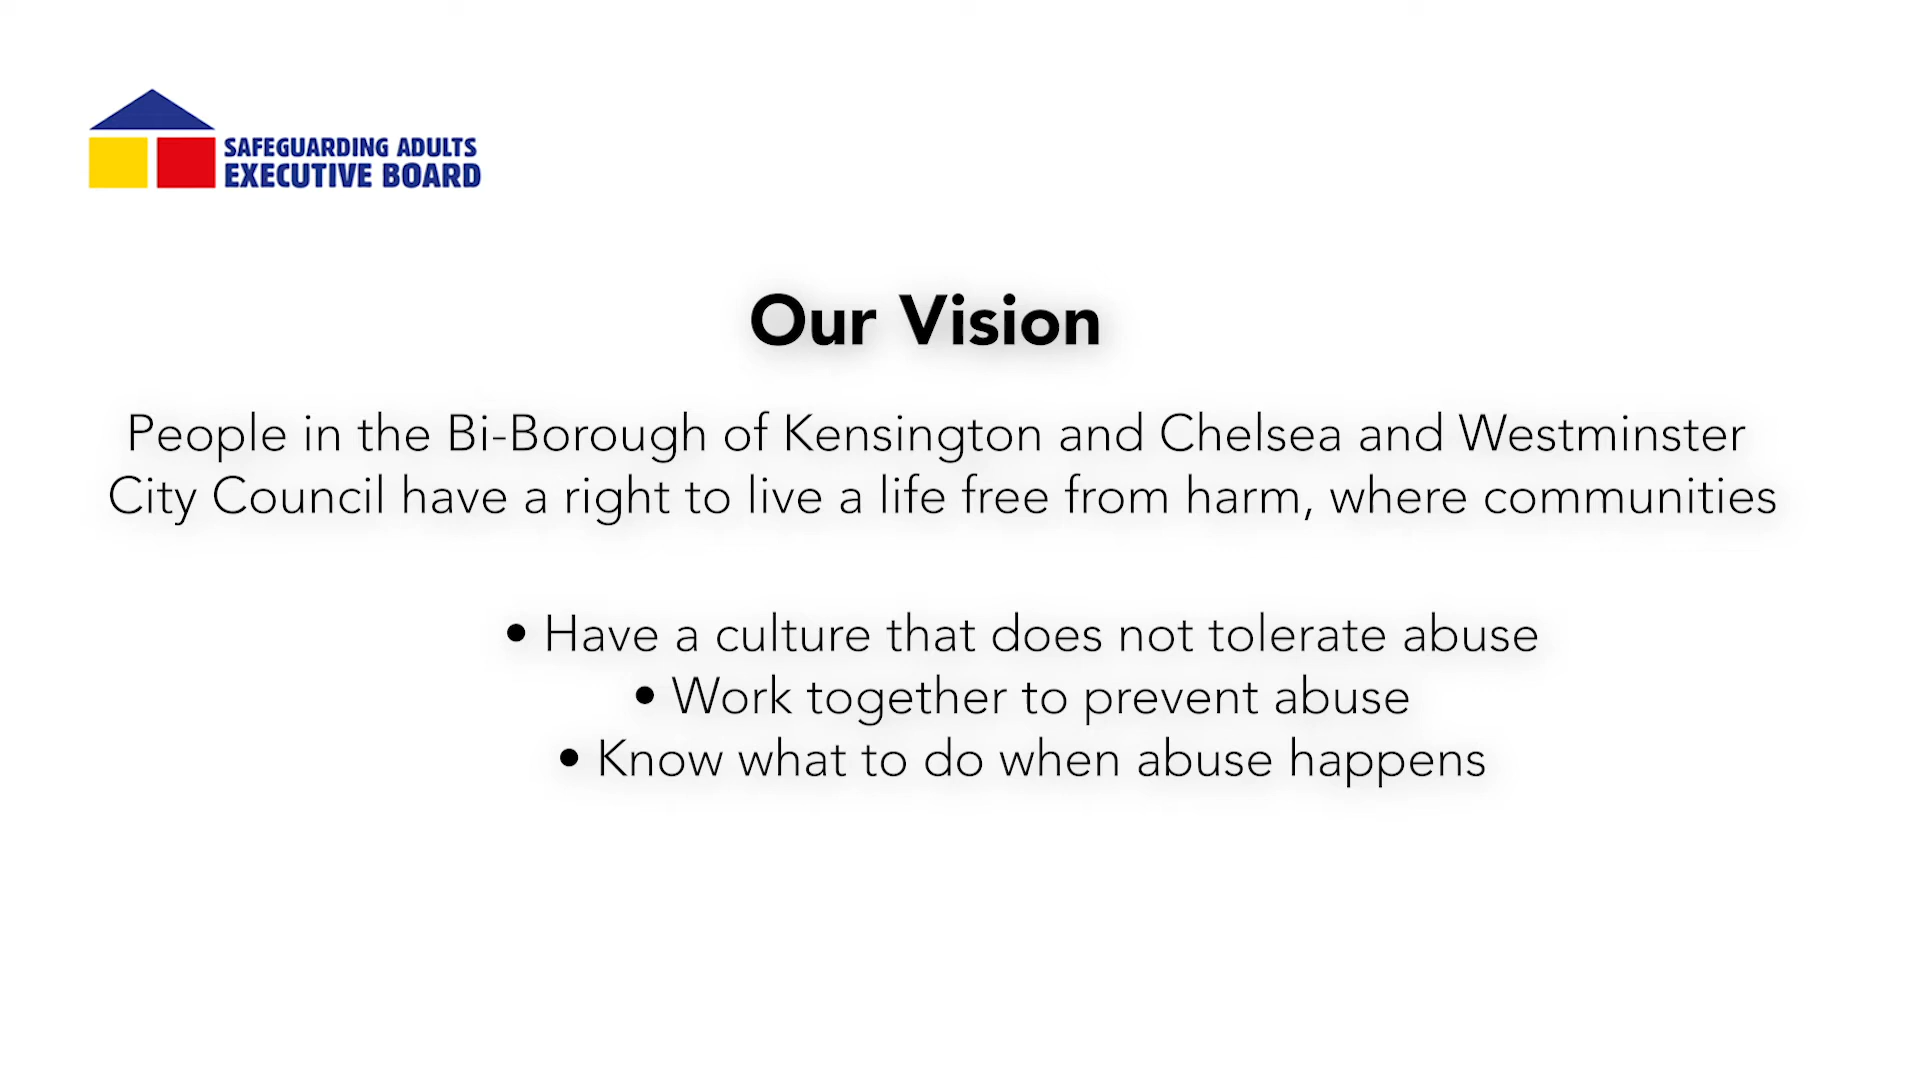 SAFEGUARDING ADULTS
EXECUTIVE BOARD
Our Vision
People in the Bi-Borough of Kensington and Chelsea and Westminster
City Council have a right to live a life free from harm, where communities
• Have a culture that does not tolerate abuse
• Work together to prevent abuse
• Know what to do when abuse happens